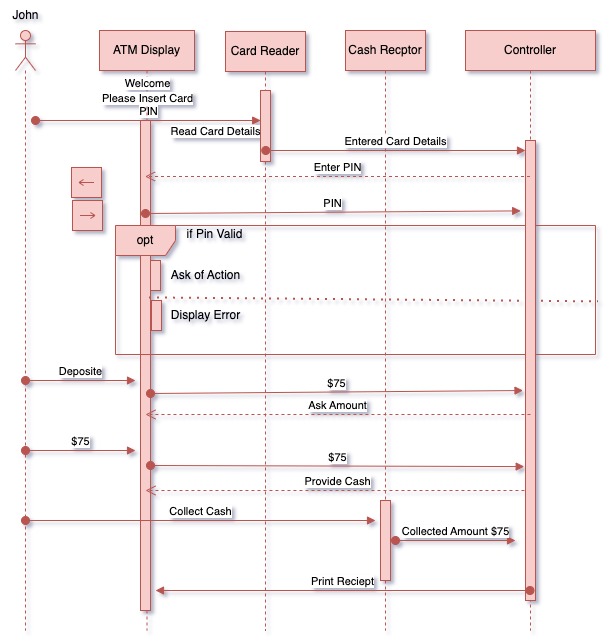 John
ATM Display
Card Reader
Cash Recptor
Controller
Welcome
Please Insert Card
PIN
Read Card Details
Entered Card Details
Enter PIN
PIN
opt
if Pin Valid
Ask of Action
Display Error
Deposite
$75
Ask Amount
$75
$75
Provide Cash
Collect Cash
Collected Amount $75
Print Reciept